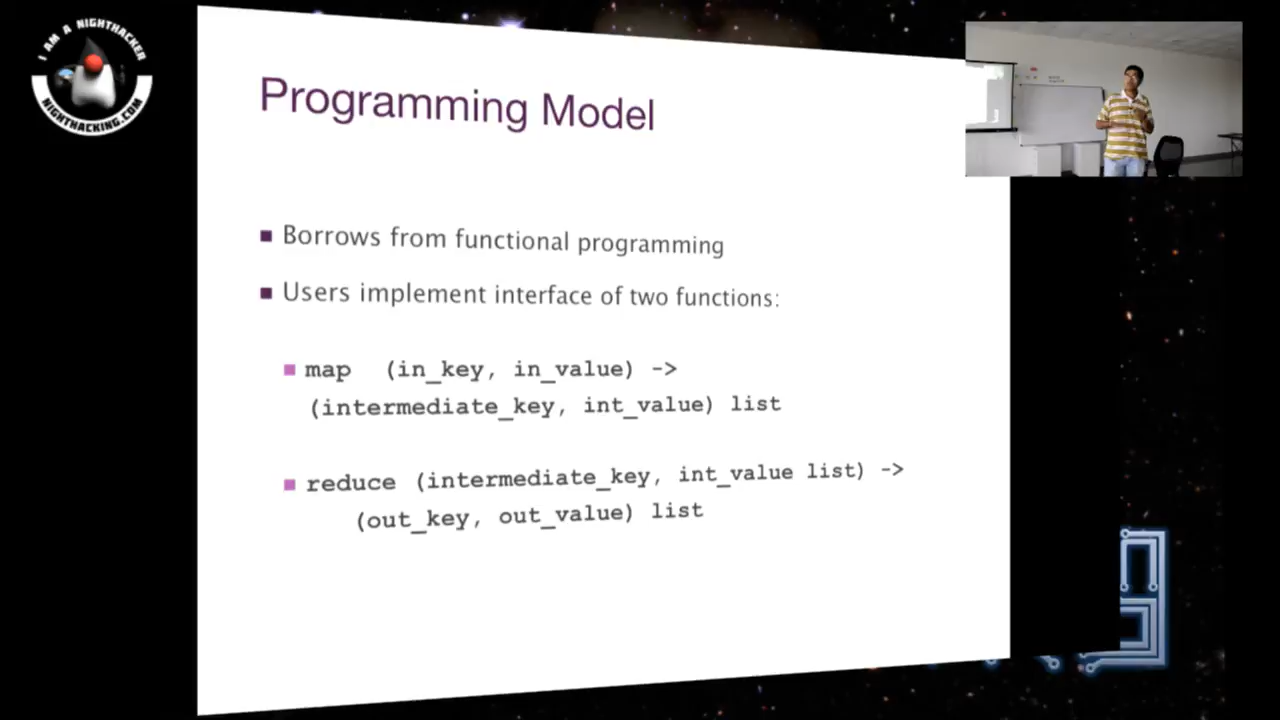 I AM A NIGHTHACKER
NIGHTHACKING.COM
Programming Model
Borrows from functional programming
Users implement interface of two functions:
map (in_key, in_value) ->
(intermediate_key, int_value) list
reduce (intermediate_key, int_value list) ->
(out_key, out_value) list